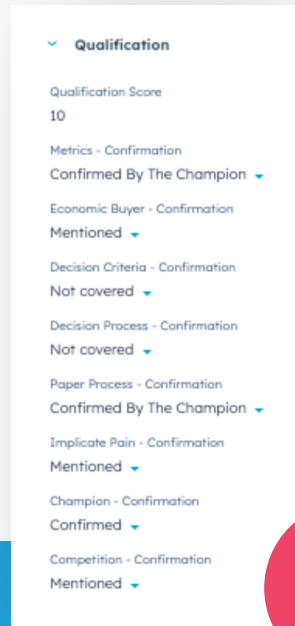 Qualification
Qualification Score
10
Metrics - Confirmation
Confirmed By The Champion
Economic Buyer - Confirmation
Mentioned
Decision Criteria - Confirmation
Not covered
Decision Process - Confirmation
Not covered
Paper Process - Confirmation
Confirmed By The Champion
Implicate Pain - Confirmation
Mentioned
Champion - Confirmation
Confirmed
Competition - Confirmation
Mentioned